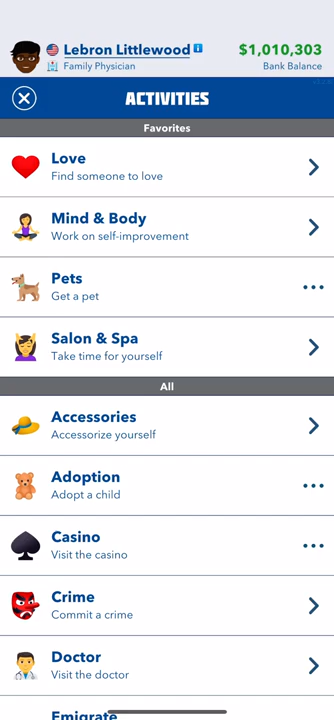 Lebron Littlewood
$1,010,303
Family Physician
Bank Balance
ACTIVITIES
Favorites
Love
Find someone to love
Mind & Body
Work on self-improvement
Pets
Get a pet
Salon & Spa
Take time for yourself
All
Accessories
Accessorize yourself
Adoption
Adopt a child
Casino
Visit the casino
Crime
Commit a crime
Doctor
Visit the doctor
Emigrate